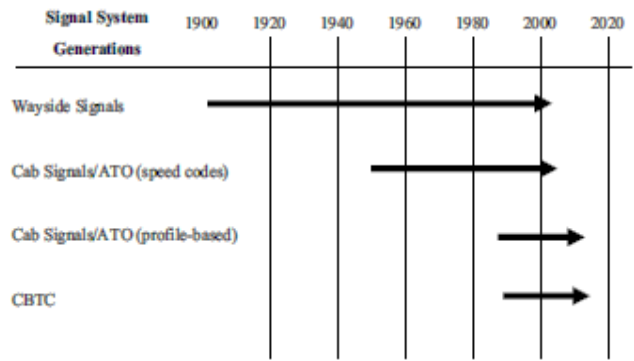 Signal System
Generations
1900 1920 1940 1960 1980 2000 2020
Wayside Signals
Cab Signals/ATO (speed codes)
Cab Signals/ATO (profile-based)
CBTC